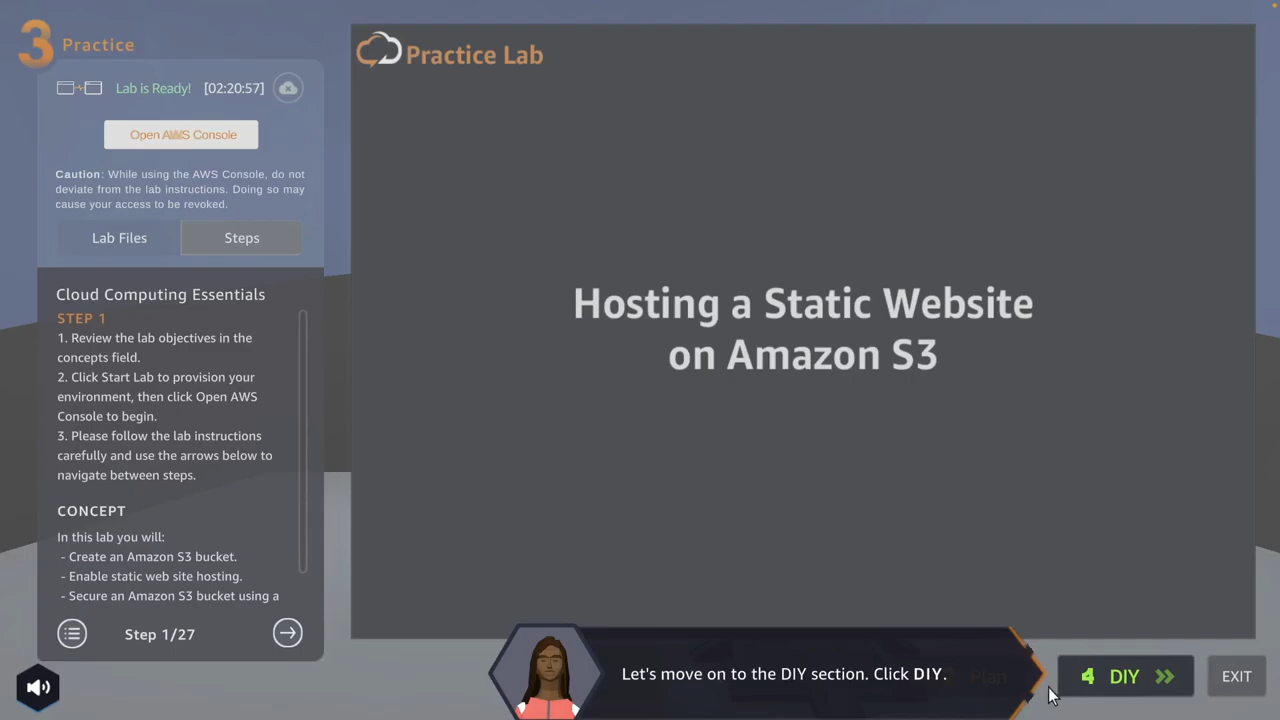 3 Practice
Lab is Ready! [02:20:57]
Open AWS Console
Caution: While using the AWS Console, do not
deviate from the lab instructions. Doing so may
cause your access to be revoked.
Lab Files
Steps
Cloud Computing Essentials
STEP 1
1. Review the lab objectives in the
concepts field.
2. Click Start Lab to provision your
environment, then click Open AWS
Console to begin.
3. Please follow the lab instructions
carefully and use the arrows below to
navigate between steps.
CONCEPT
In this lab you will:
- Create an Amazon S3 bucket.
- Enable static web site hosting.
- Secure an Amazon S3 bucket using a
Step 1/27
Practice Lab
Hosting a Static Website
on Amazon S3
Let's move on to the DIY section. Click DIY.
Plan
4 DIY
EXIT